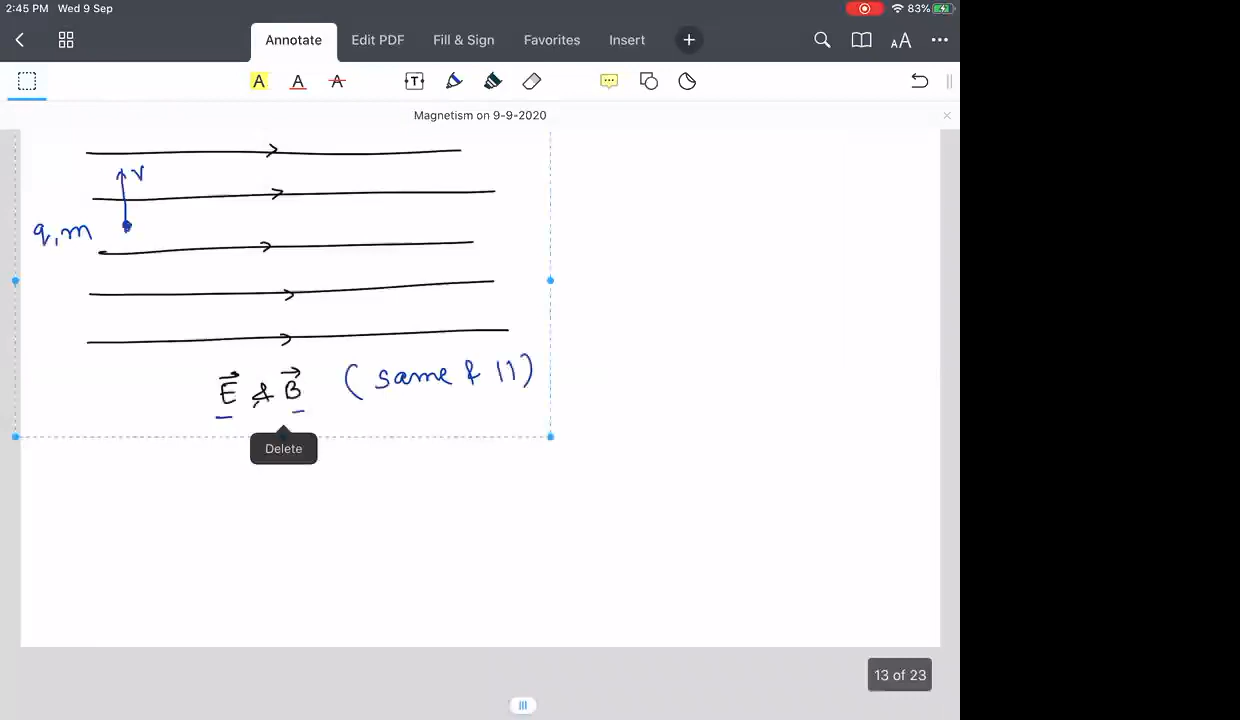 2:45 PM Wed 9 Sep 83%
Annotate Edit PDF Fill & Sign Favorites Insert + AA
A A A T
Magnetism on 9-9-2020 ×
v
q, m
E & B (same & ||)
Delete
13 of 23